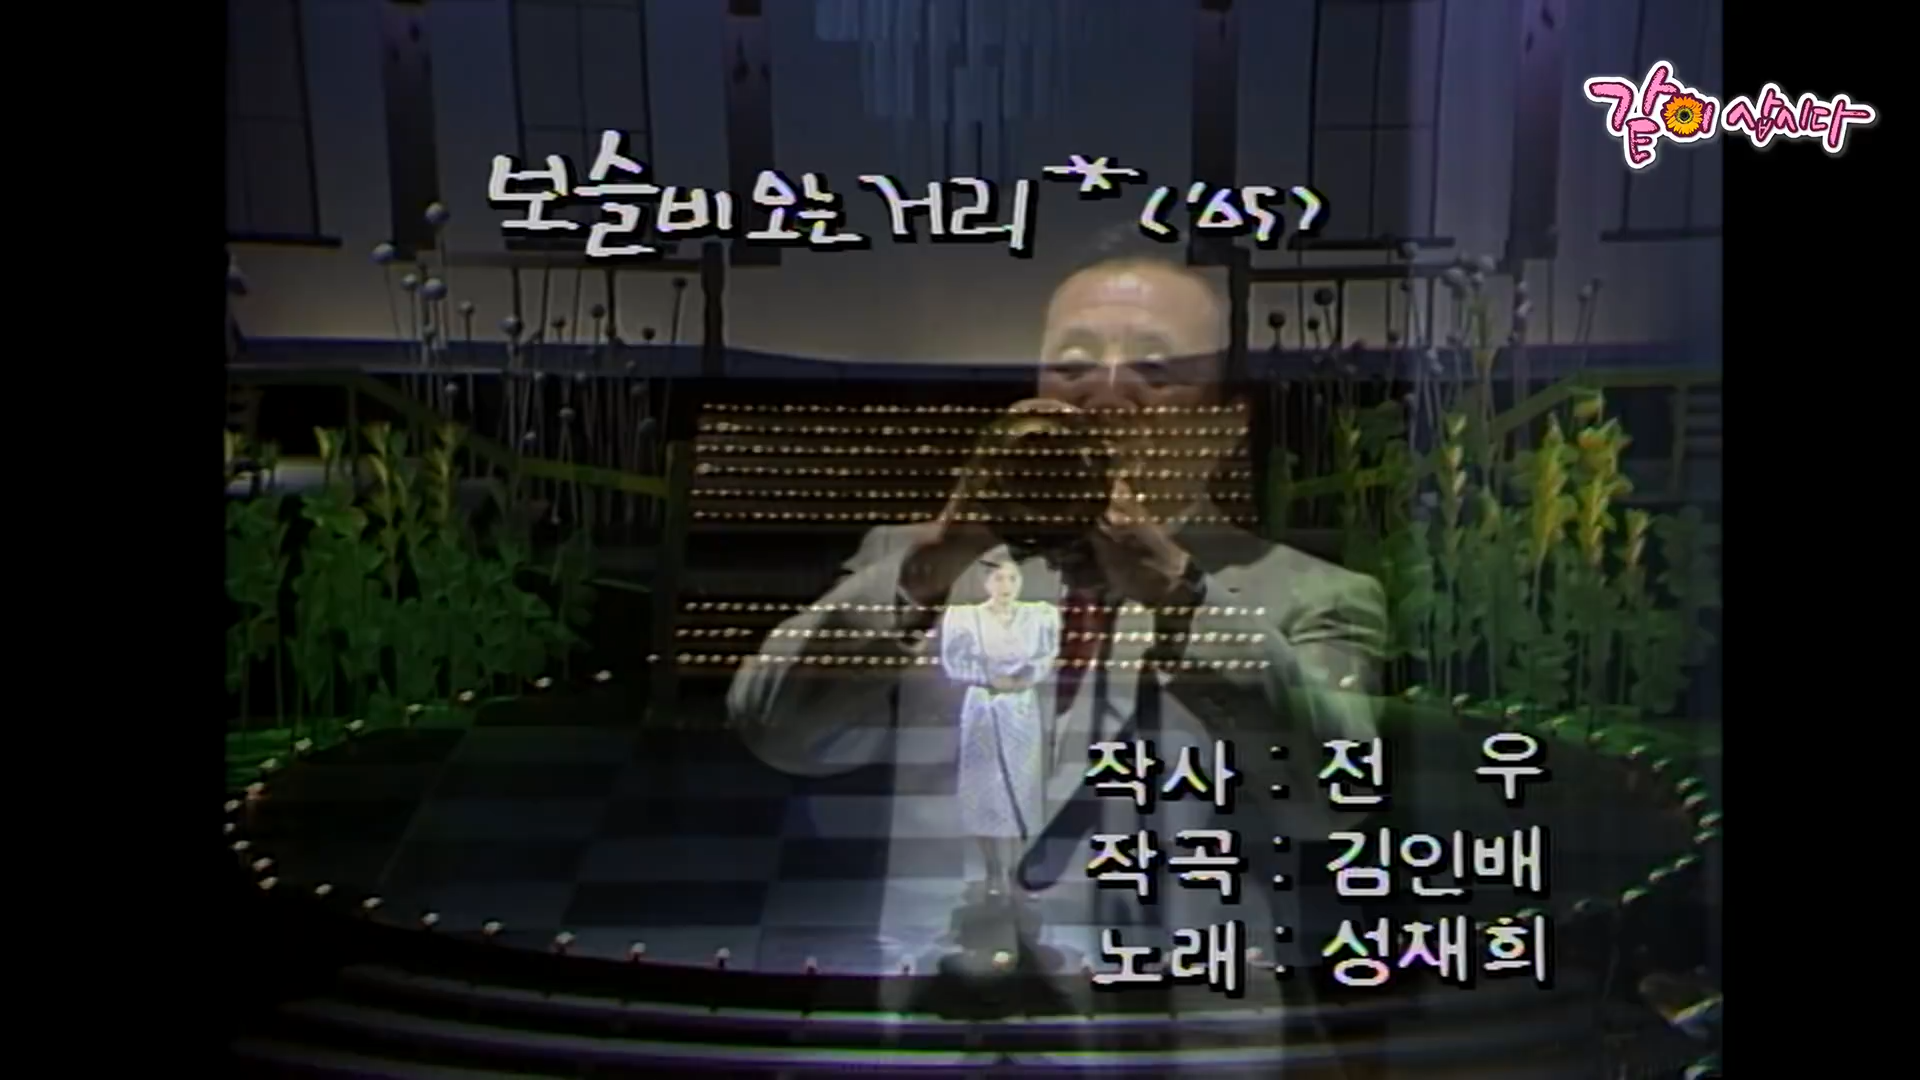 같이 삽시다
보슬비 오는 거리 * ('65)
작사 : 전 우
작곡 : 김인배
노래 : 성재희